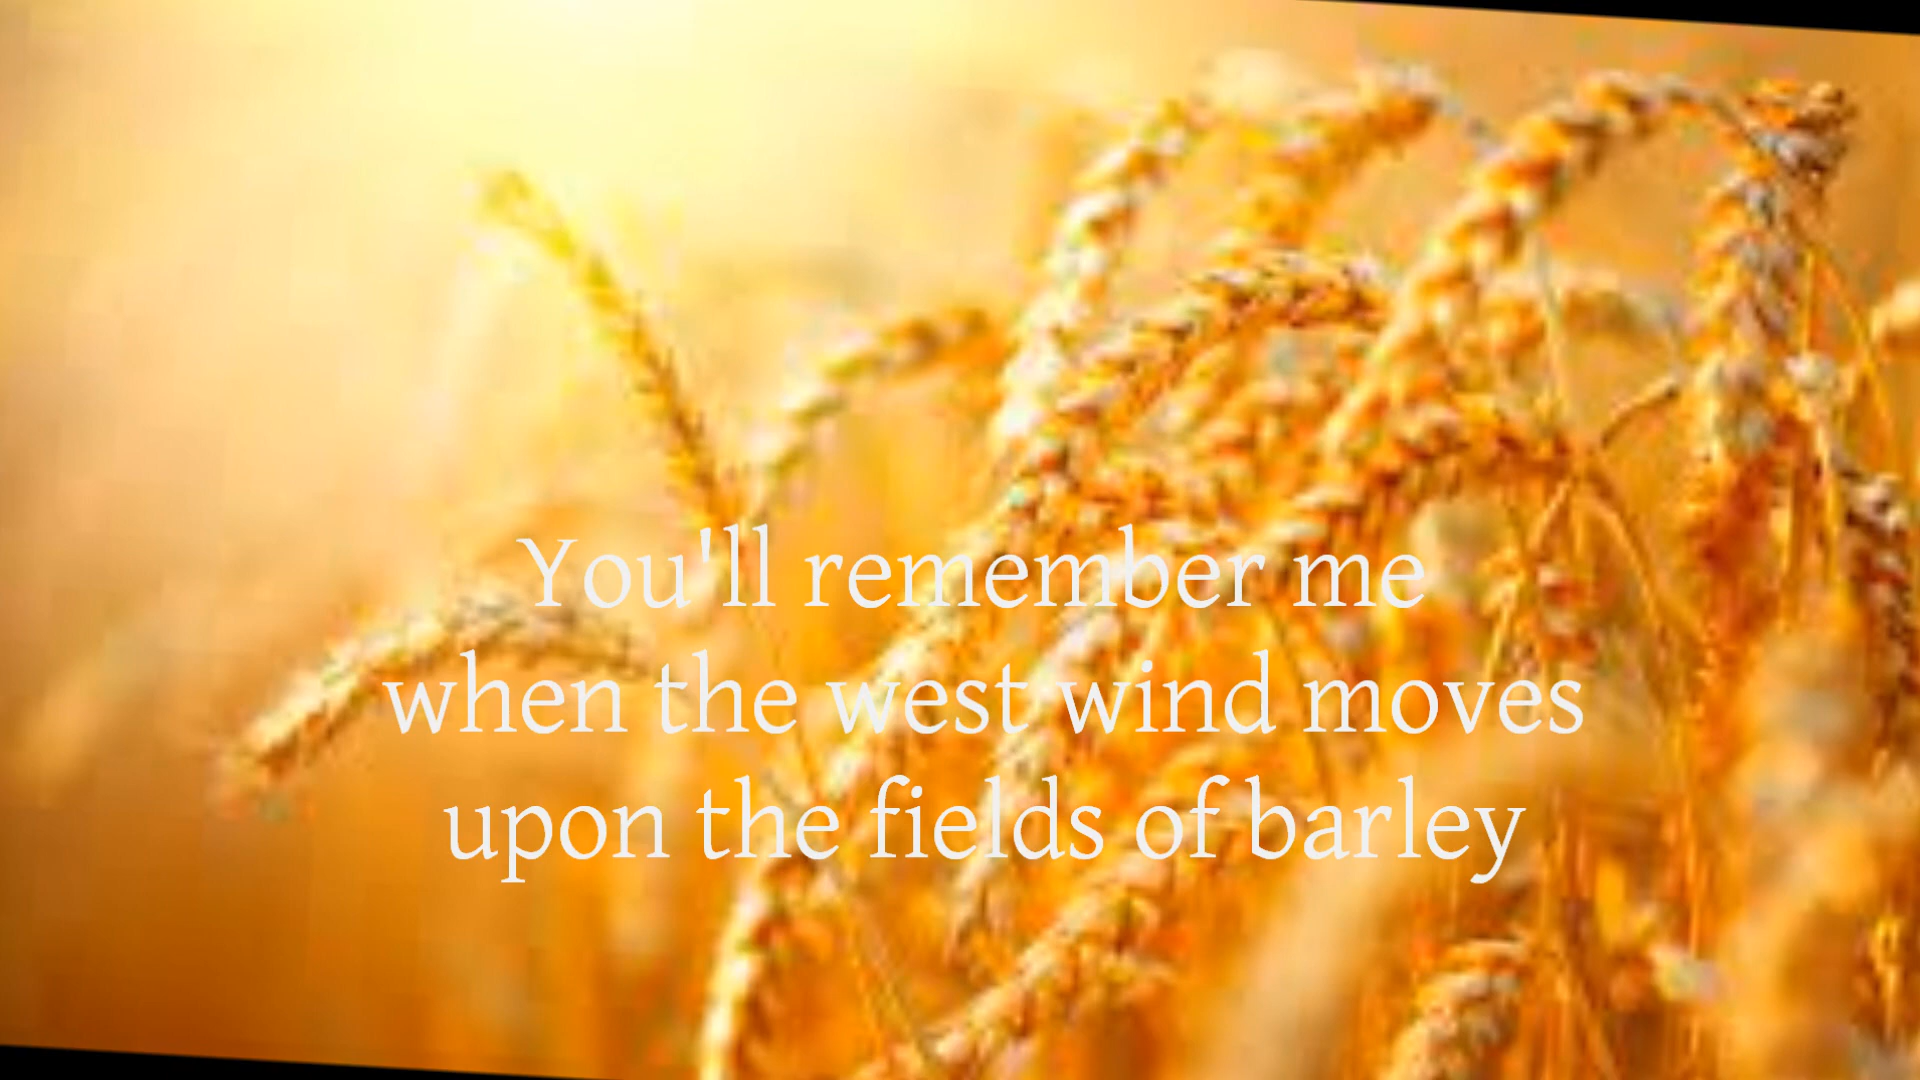 You'll remember me
when the west wind moves
upon the fields of barley